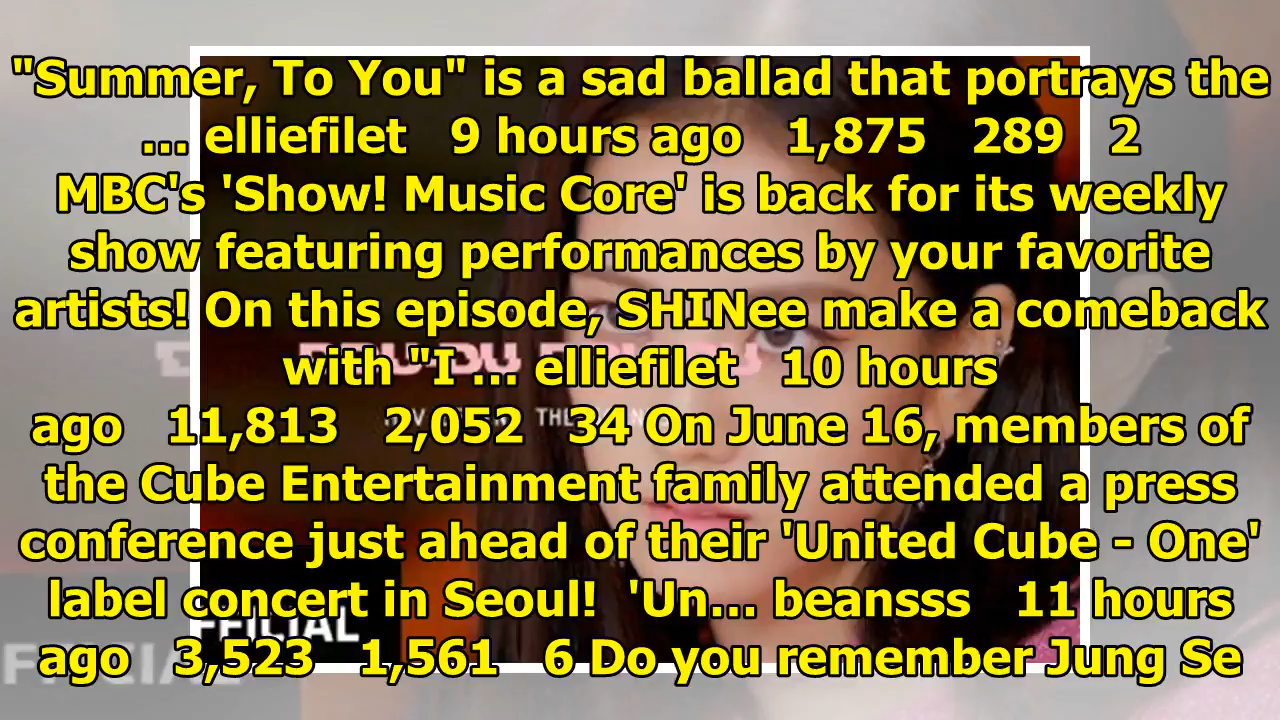 "Summer, To You" is a sad ballad that portrays the
... elliefilet 9 hours ago 1,875 289 2
MBC's 'Show! Music Core' is back for its weekly
show featuring performances by your favorite
artists! On this episode, SHINee make a comeback
with "I ... elliefilet 10 hours
ago 11,813 2,052 34 On June 16, members of
the Cube Entertainment family attended a press
conference just ahead of their 'United Cube - One'
label concert in Seoul! 'Un... beansss 11 hours
ago 3,523 1,561 6 Do you remember Jung Se